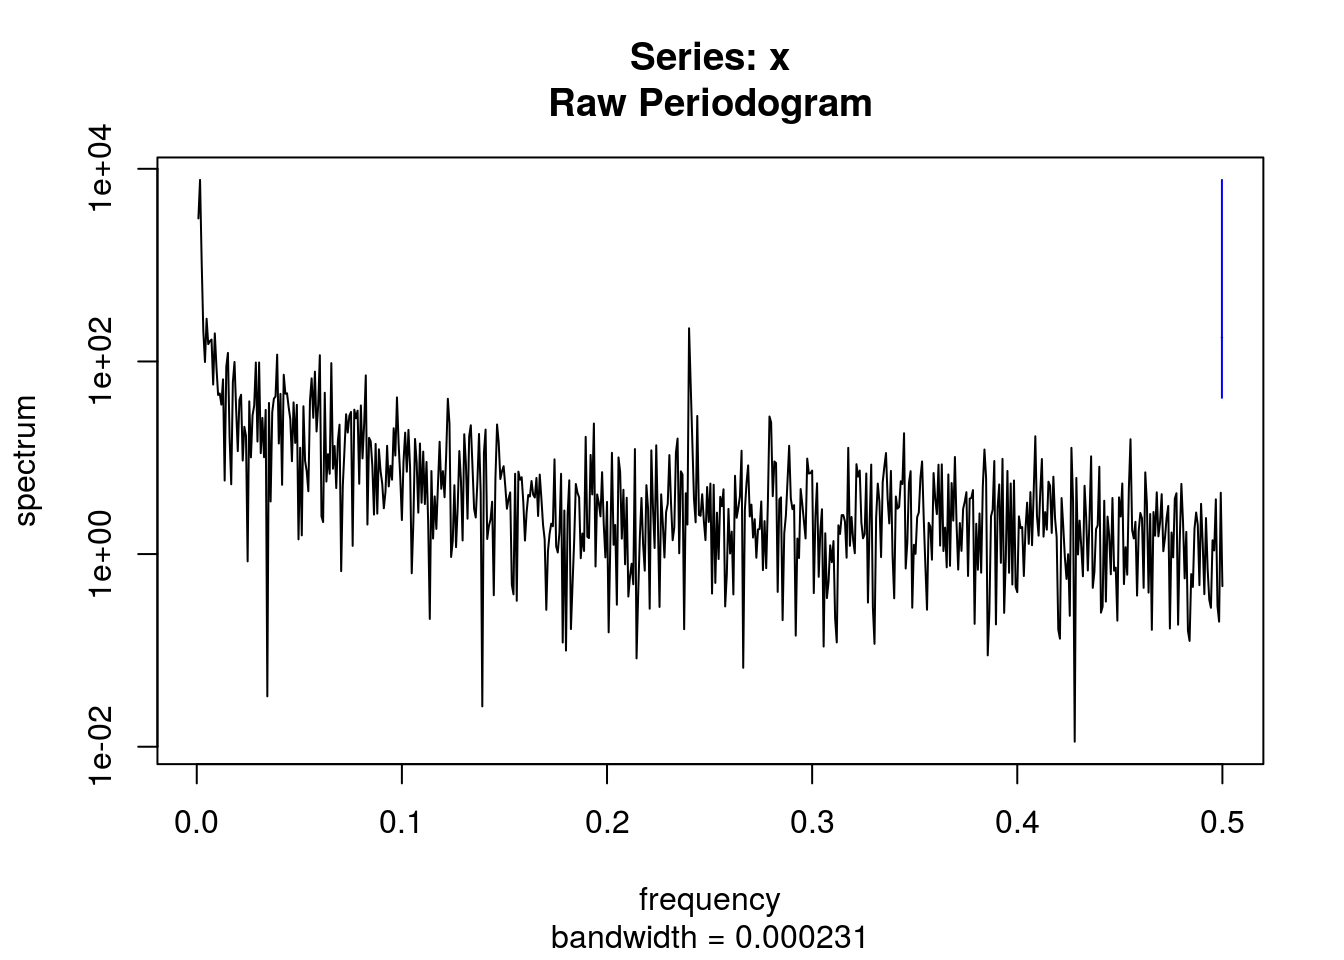 Series: x
Raw Periodogram
spectrum
1e+04
1e+02
1e+00
1e-02
0.0 0.1 0.2 0.3 0.4 0.5
frequency
bandwidth = 0.000231